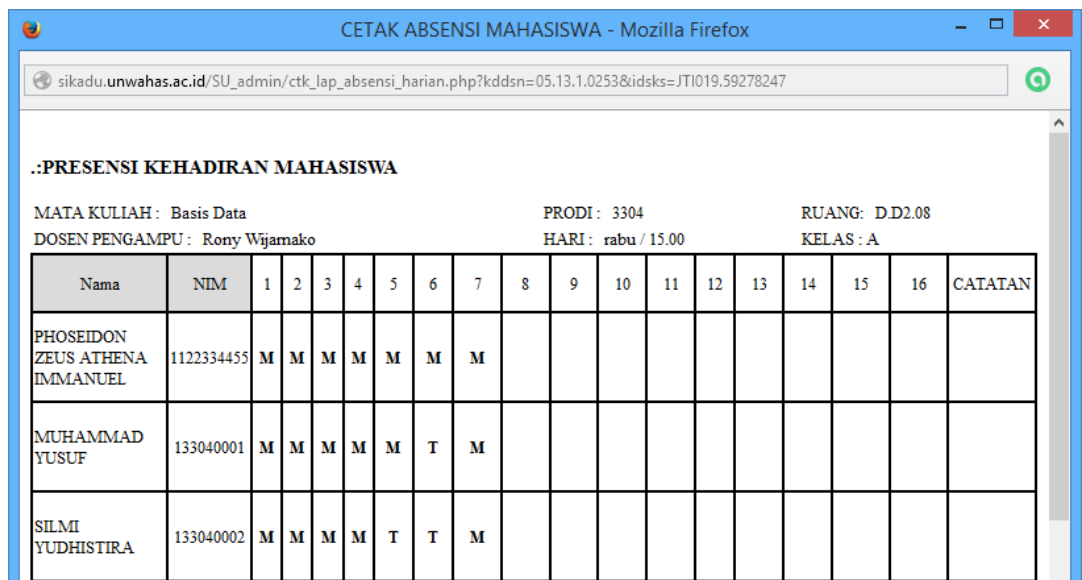 CETAK ABSENSI MAHASISWA - Mozilla Firefox
sikadu.unwahas.ac.id/SU_admin/ctk_lap_absensi_harian.php?kddsn=05.13.1.0253&idsks=JTI019.59278247
.:PRESENSI KEHADIRAN MAHASISWA
MATA KULIAH : Basis Data PRODI : 3304 RUANG: D.D2.08
DOSEN PENGAMPU : Rony Wijarnako HARI : rabu / 15.00 KELAS : A
Nama NIM 1 2 3 4 5 6 7 8 9 10 11 12 13 14 15 16 CATATAN
PHOSEIDON
ZEUS ATHENA 1122334455 M M M M M M M
IMMANUEL
MUHAMMAD
YUSUF 133040001 M M M M M T M
SILMI
YUDHISTIRA 133040002 M M M M T T M